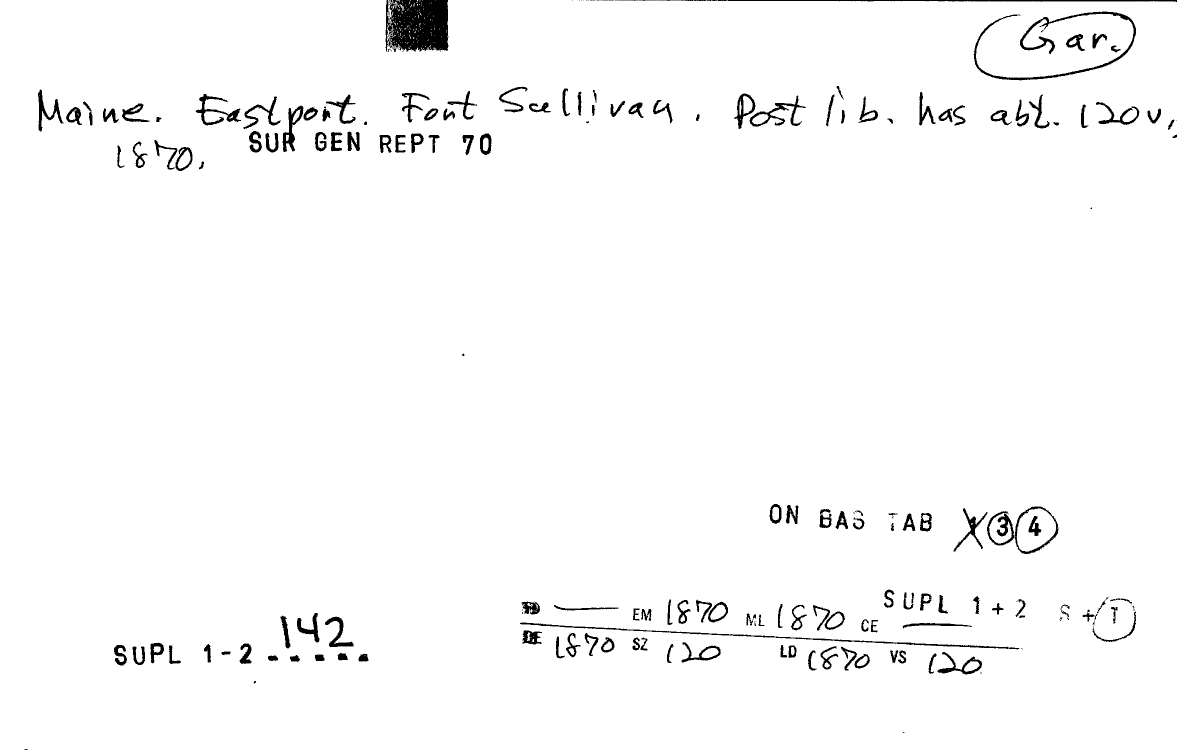 Gar.
Maine. Eastport. Fort Sullivan. Post lib. has abt. 120v,
1870. SUR GEN REPT 70
ON BAS TAB 3 4
SUPL 1+2 S + T
EM 1870 ML 1870 CE
DE 1870 SZ 120 LD 1870 VS 120
SUPL 1-2 142